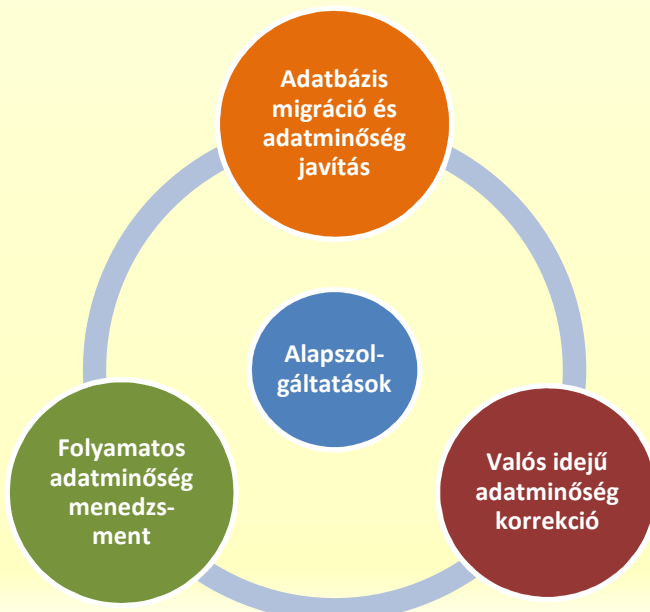 Adatbázis
migráció és
adatminőség
javítás
Alapszol-
gáltatások
Folyamatos
adatminőség
menedzs-
ment
Valós idejű
adatminőség
korrekció